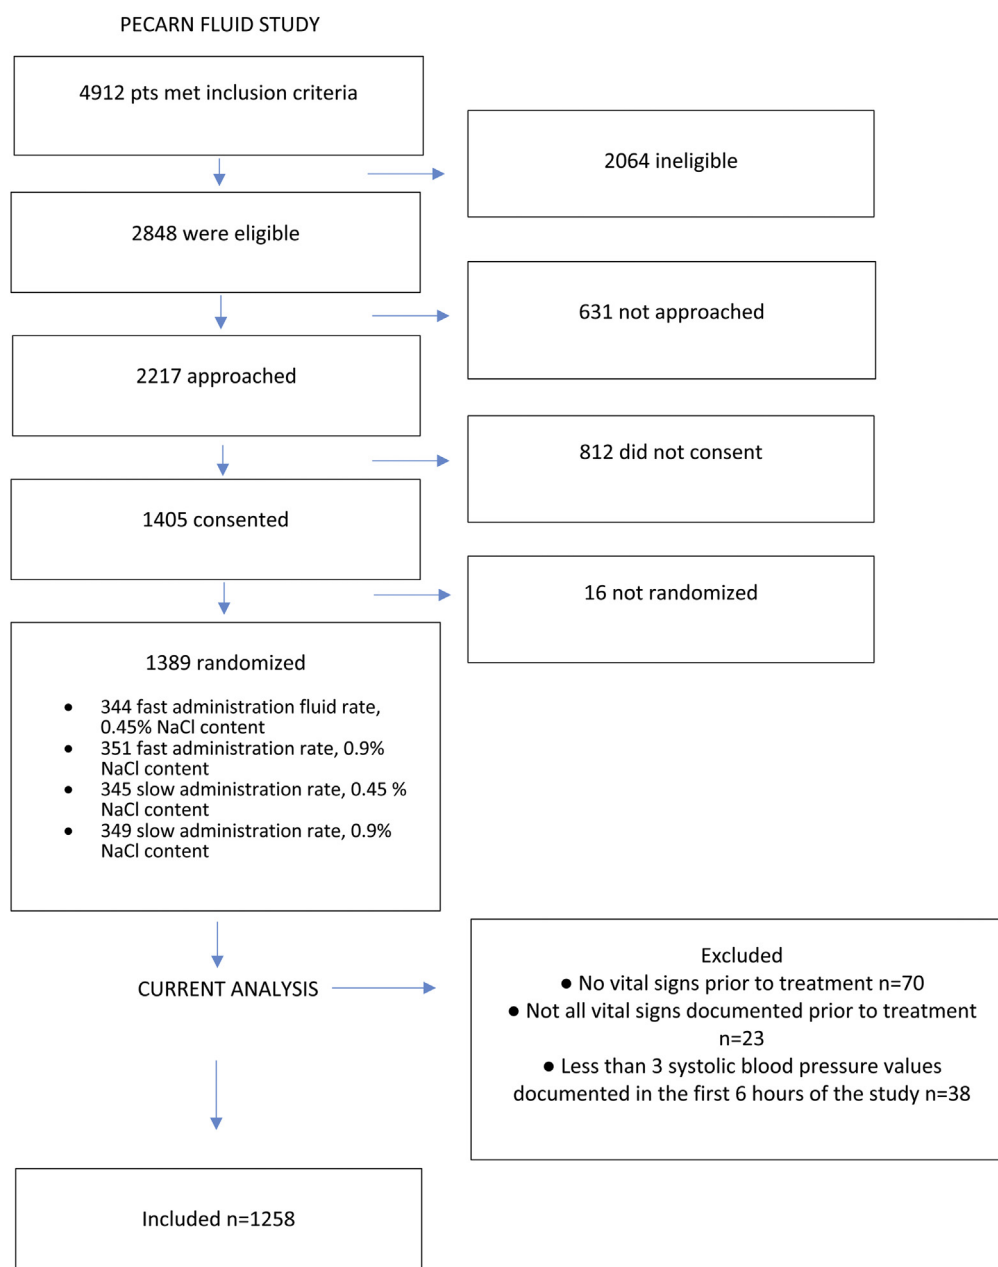 PECARN FLUID STUDY
4912 pts met inclusion criteria
2064 ineligible
2848 were eligible
631 not approached
2217 approached
812 did not consent
1405 consented
16 not randomized
1389 randomized
● 344 fast administration fluid rate,
0.45% NaCl content
● 351 fast administration rate, 0.9%
NaCl content
● 345 slow administration rate, 0.45 %
NaCl content
● 349 slow administration rate, 0.9%
NaCl content
CURRENT ANALYSIS
Excluded
● No vital signs prior to treatment n=70
● Not all vital signs documented prior to treatment
n=23
● Less than 3 systolic blood pressure values
documented in the first 6 hours of the study n=38
Included n=1258